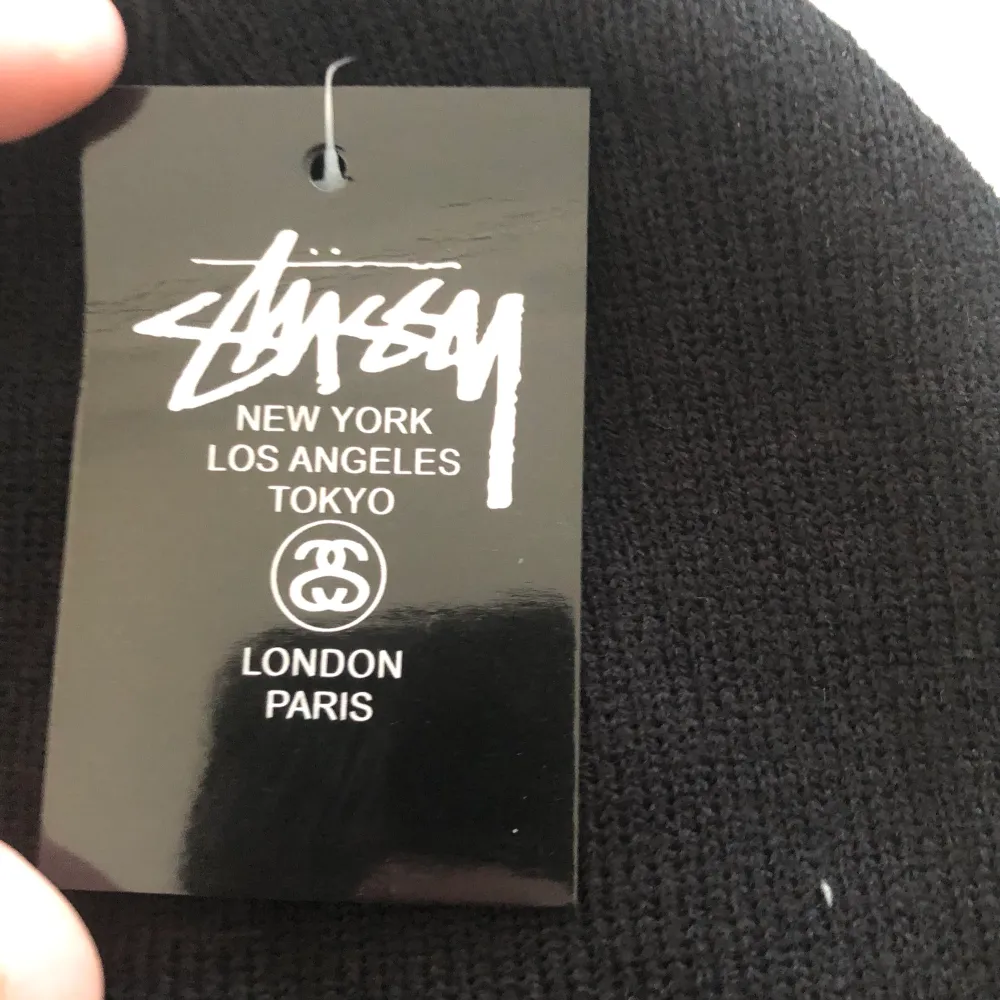 Stüssy
NEW YORK
LOS ANGELES
TOKYO
LONDON
PARIS